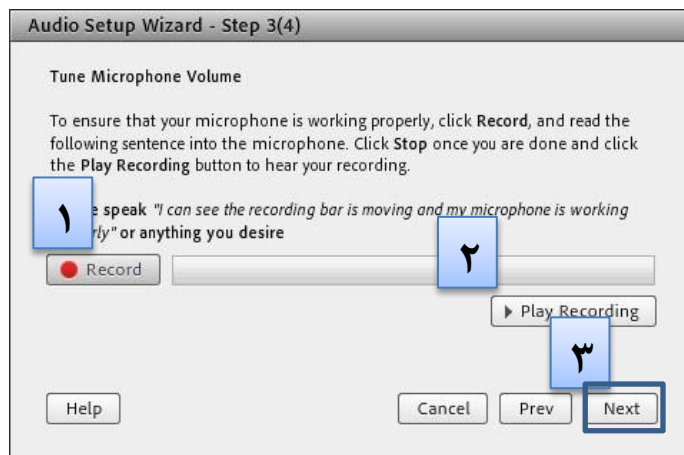 Audio Setup Wizard - Step 3(4)
Tune Microphone Volume
To ensure that your microphone is working properly, click Record, and read the
following sentence into the microphone. Click Stop once you are done and click
the Play Recording button to hear your recording.
۱
speak "I can see the recording bar is moving and my microphone is working
or anything you desire
۲
Record
Play Recording
۳
Help
Cancel
Prev
Next